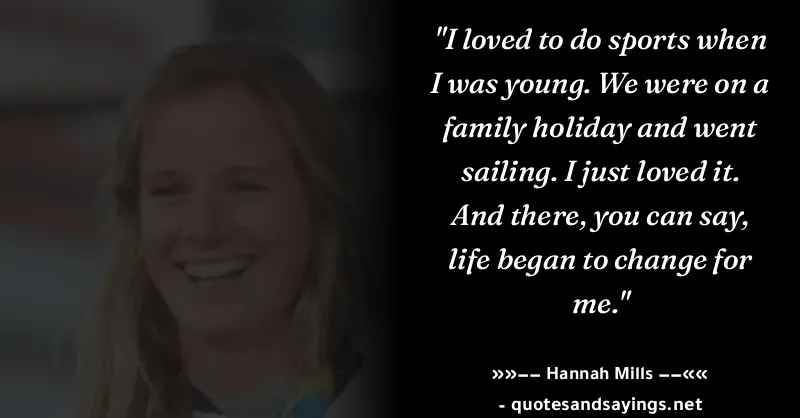 "I loved to do sports when
I was young. We were on a
family holiday and went
sailing. I just loved it.
And there, you can say,
life began to change for
me."
»»−− Hannah Mills −−««
- quotesandsayings.net